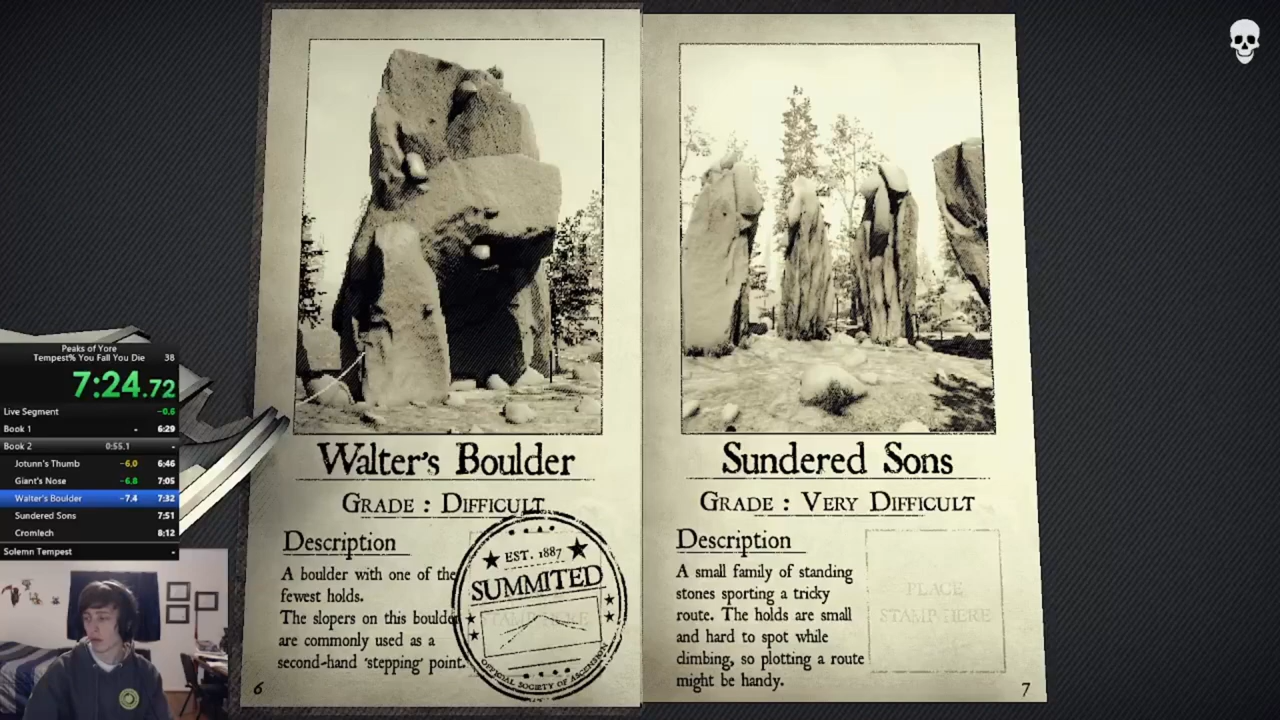 Peaks of Yore
Tempest% You Fall You Die 38
7:24.72
Live Segment -0.6
Book 1 - 6:29
Book 2 0:55.1 -
Jotunn's Thumb -6.0 6:46
Giant's Nose -6.8 7:05
Walter's Boulder -7.4 7:32
Sundered Sons 7:51
Cromlech 8:12
Solemn Tempest -
Walter's Boulder
Grade : Difficult
Description
A boulder with one of the
fewest holds.
The slopers on this boulder
are commonly used as a
second-hand 'stepping' point.
EST. 1887
SUMMITED
OFFICIAL SOCIETY OF ASCENSION
6
Sundered Sons
Grade : Very Difficult
Description
A small family of standing
stones sporting a tricky
route. The holds are small
and hard to spot while
climbing, so plotting a route
might be handy.
PLACE
STAMP HERE
7